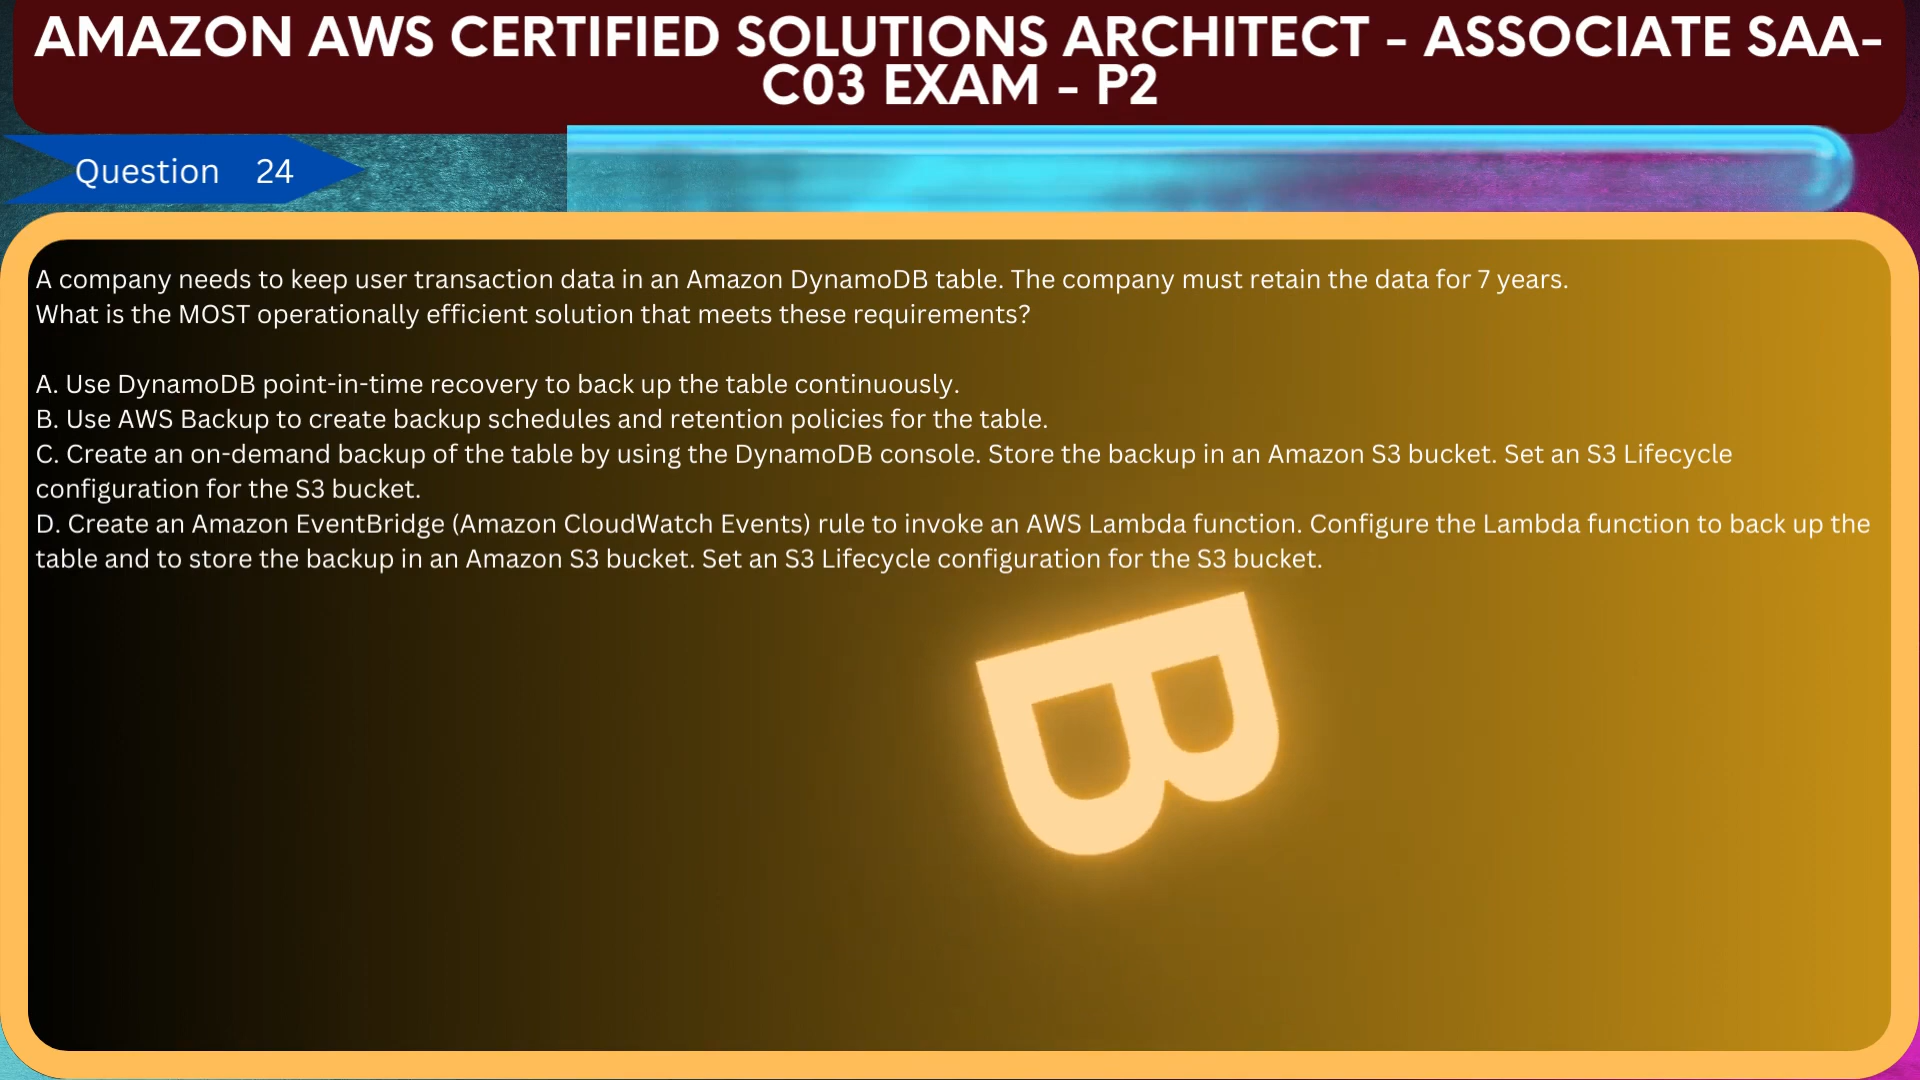 AMAZON AWS CERTIFIED SOLUTIONS ARCHITECT - ASSOCIATE SAA-
C03 EXAM - P2
Question 24
A company needs to keep user transaction data in an Amazon DynamoDB table. The company must retain the data for 7 years.
What is the MOST operationally efficient solution that meets these requirements?
A. Use DynamoDB point-in-time recovery to back up the table continuously.
B. Use AWS Backup to create backup schedules and retention policies for the table.
C. Create an on-demand backup of the table by using the DynamoDB console. Store the backup in an Amazon S3 bucket. Set an S3 Lifecycle
configuration for the S3 bucket.
D. Create an Amazon EventBridge (Amazon CloudWatch Events) rule to invoke an AWS Lambda function. Configure the Lambda function to back up the
table and to store the backup in an Amazon S3 bucket. Set an S3 Lifecycle configuration for the S3 bucket.
B